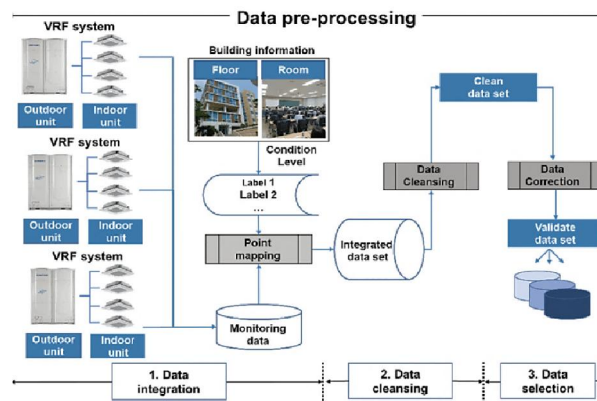 Data pre-processing
VRF system
Outdoor
unit
Indoor
unit
VRF system
Outdoor
unit
Indoor
unit
VRF system
Outdoor
unit
Indoor
unit
Building information
Floor
Room
Condition
Level
Label 1
Label 2
...
Point
mapping
Monitoring
data
Integrated
data set
Data
Cleansing
Clean
data set
Data
Correction
Validate
data set
1. Data
integration
2. Data
cleansing
3. Data
selection